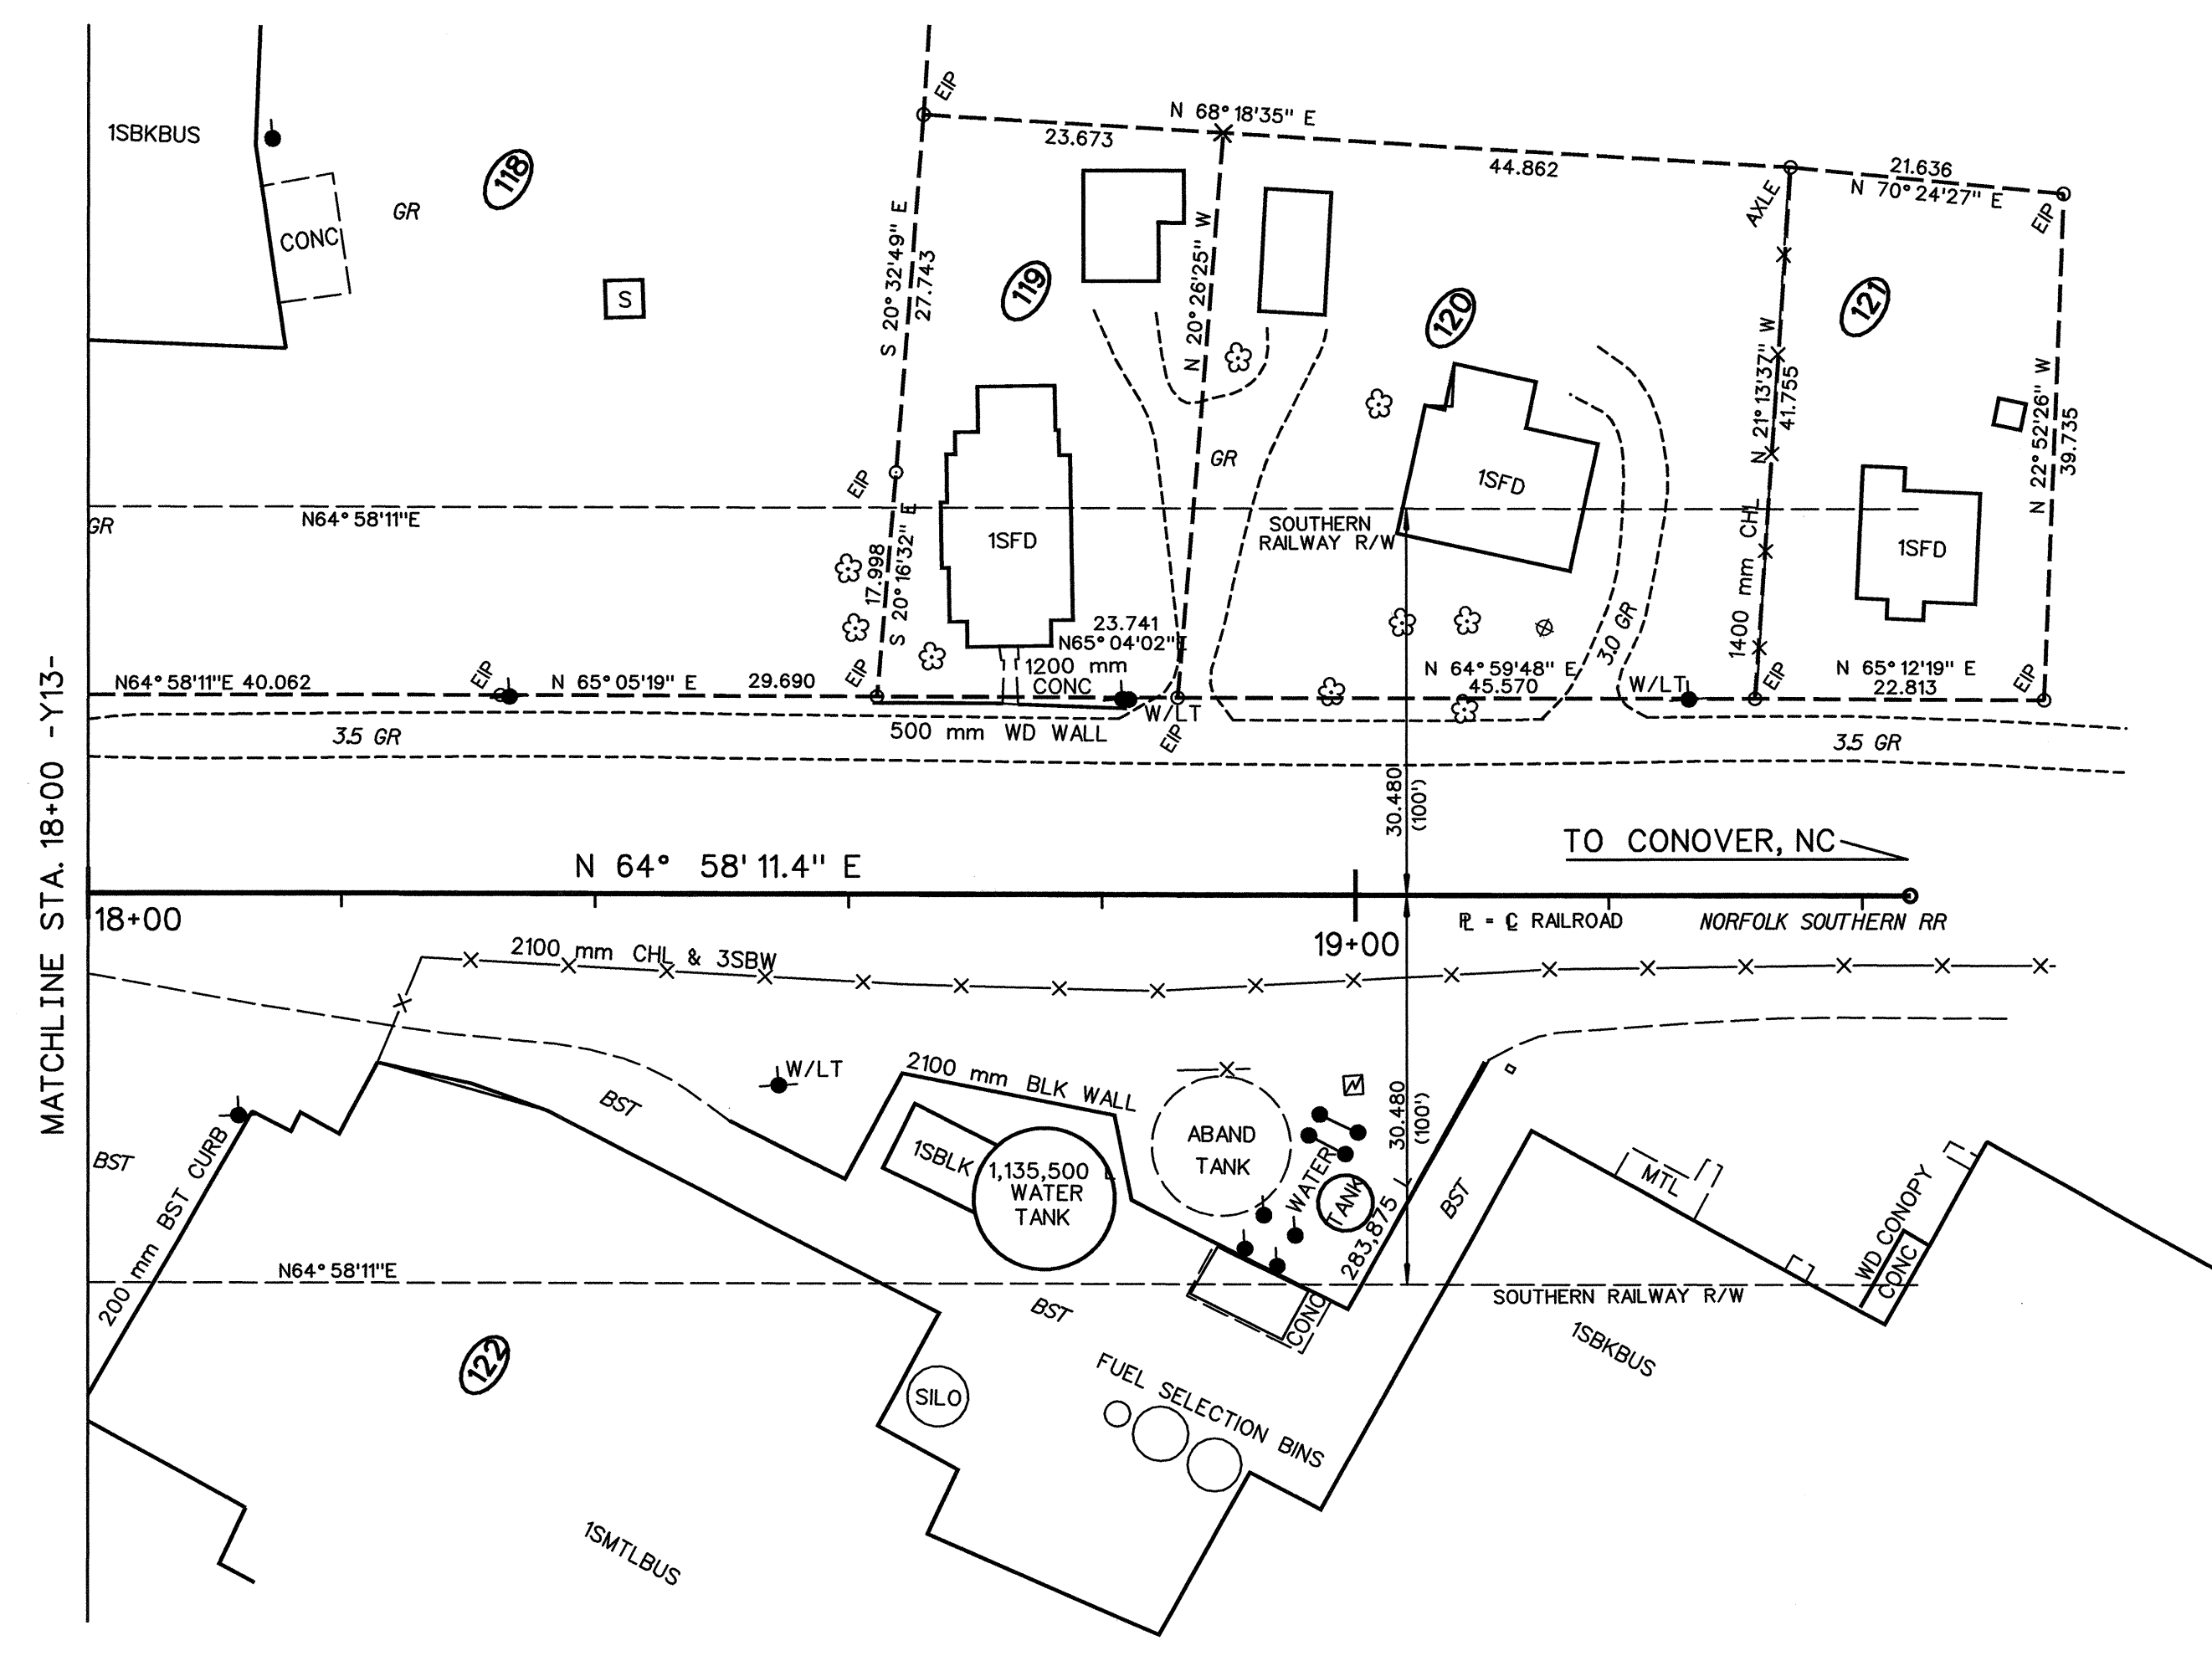 EIP
N 68° 18'35" E
23.673
44.862
21.636
N 70° 24'27" E
AXLE
EIP
1SBKBUS
118
GR
CONC
S
S 20° 32'49" E
27.743
119
N 20° 26'25" W
120
121
N 21° 13'37" W
41.755
N 22° 52'26" W
39.735
GR
1SFD
EIP
N64° 58'11"E
GR
1SFD
SOUTHERN
RAILWAY R/W
1SFD
1400 mm CHL
17.998
S 20° 16'32" E
23.741
N65° 04'02"E
1200 mm
CONC
3.0 GR
N64° 58'11"E 40.062
EIP
N 65° 05'19" E
29.690
EIP
W/LT
EIP
N 64° 59'48" E
45.570
W/LT
EIP
N 65° 12'19" E
22.813
EIP
3.5 GR
500 mm WD WALL
3.5 GR
30.480
(100')
MATCHLINE STA. 18+00 -Y13-
N 64° 58' 11.4" E
TO CONOVER, NC
18+00
19+00
PL = CL RAILROAD
NORFOLK SOUTHERN RR
2100 mm CHL & 3SBW
W/LT
2100 mm BLK WALL
BST
BST
200 mm BST CURB
1SBLK
1,135,500 L
WATER
TANK
ABAND
TANK
WATER
TANK
283,875 L
30.480
(100')
BST
MTL
WD CONOPY
CONC
N64° 58'11"E
BST
CONC
SOUTHERN RAILWAY R/W
1SBKBUS
122
SILO
FUEL SELECTION BINS
1SMTLBUS